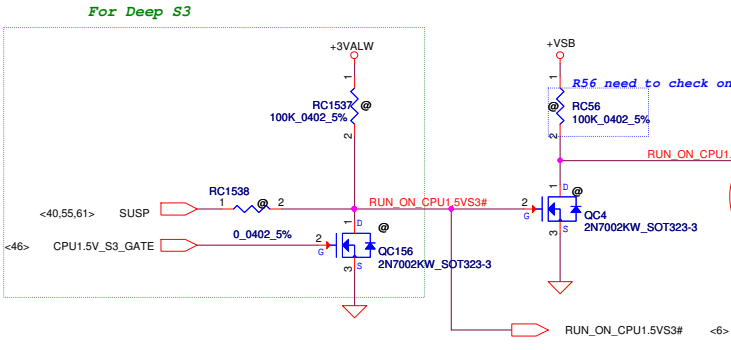 For Deep S3
+3VALW
+VSB
1
1
R56 need to check on
RC1537
@
100K_0402_5%
@
RC56
100K_0402_5%
2
2
RUN_ON_CPU1.
RC1538
1
@
2
RUN_ON_CPU1.5VS3#
<40,55,61>
SUSP
1
D
@
2
G
1
D
@
QC4
S
2N7002KW_SOT323-3
3
<46>
CPU1.5V_S3_GATE
0_0402_5%
2
G
QC156
S
2N7002KW_SOT323-3
3
RUN_ON_CPU1.5VS3#
<6>